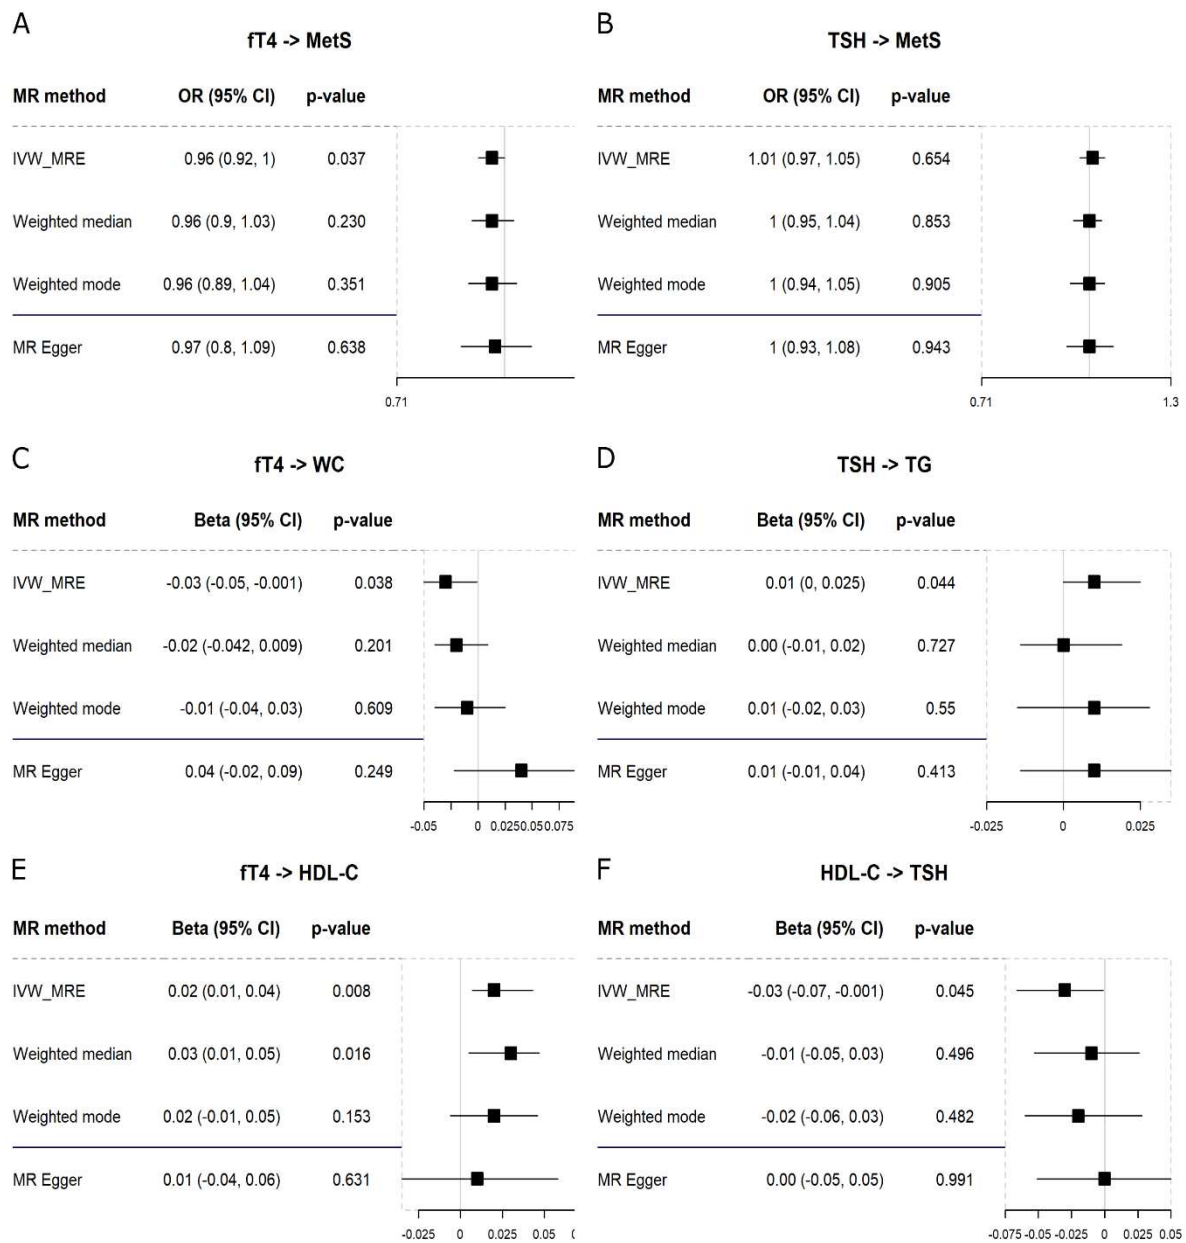 A
fT4 -> MetS
MR method OR (95% CI) p-value
IVW_MRE 0.96 (0.92, 1) 0.037
Weighted median 0.96 (0.9, 1.03) 0.230
Weighted mode 0.96 (0.89, 1.04) 0.351
MR Egger 0.97 (0.8, 1.09) 0.638
0.71
B
TSH -> MetS
MR method OR (95% CI) p-value
IVW_MRE 1.01 (0.97, 1.05) 0.654
Weighted median 1 (0.95, 1.04) 0.853
Weighted mode 1 (0.94, 1.05) 0.905
MR Egger 1 (0.93, 1.08) 0.943
0.71 1.3
C
fT4 -> WC
MR method Beta (95% CI) p-value
IVW_MRE -0.03 (-0.05, -0.001) 0.038
Weighted median -0.02 (-0.042, 0.009) 0.201
Weighted mode -0.01 (-0.04, 0.03) 0.609
MR Egger 0.04 (-0.02, 0.09) 0.249
-0.05 0 0.025 0.05 0.075
D
TSH -> TG
MR method Beta (95% CI) p-value
IVW_MRE 0.01 (0, 0.025) 0.044
Weighted median 0.00 (-0.01, 0.02) 0.727
Weighted mode 0.01 (-0.02, 0.03) 0.55
MR Egger 0.01 (-0.01, 0.04) 0.413
-0.025 0 0.025
E
fT4 -> HDL-C
MR method Beta (95% CI) p-value
IVW_MRE 0.02 (0.01, 0.04) 0.008
Weighted median 0.03 (0.01, 0.05) 0.016
Weighted mode 0.02 (-0.01, 0.05) 0.153
MR Egger 0.01 (-0.04, 0.06) 0.631
-0.025 0 0.025 0.05
F
HDL-C -> TSH
MR method Beta (95% CI) p-value
IVW_MRE -0.03 (-0.07, -0.001) 0.045
Weighted median -0.01 (-0.05, 0.03) 0.496
Weighted mode -0.02 (-0.06, 0.03) 0.482
MR Egger 0.00 (-0.05, 0.05) 0.991
-0.075 -0.05 -0.025 0 0.025 0.05